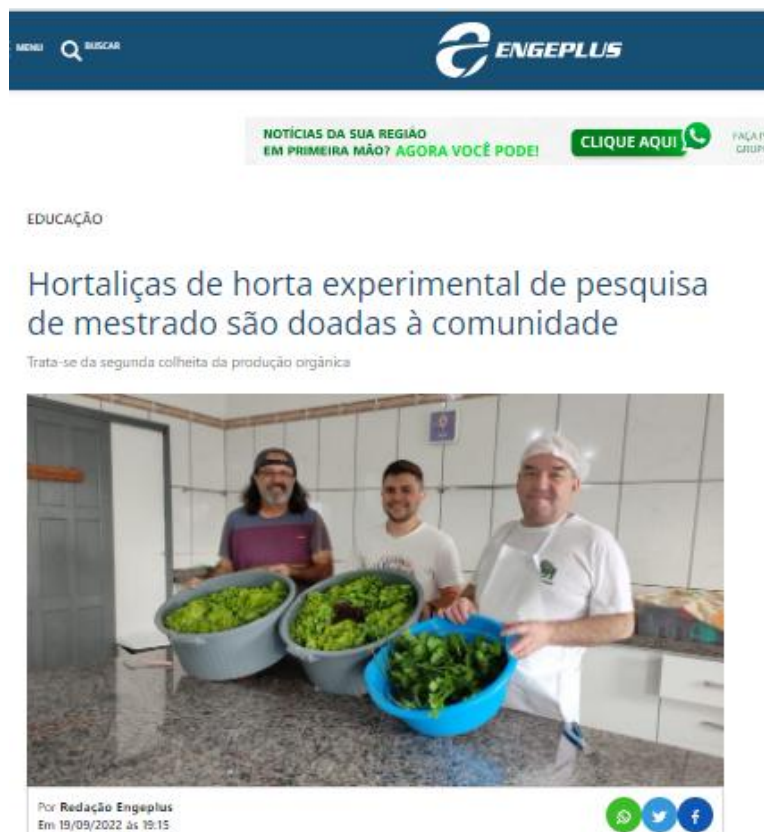 MENU
BUSCAR
ENGEPLUS
NOTÍCIAS DA SUA REGIÃO
EM PRIMEIRA MÃO? AGORA VOCÊ PODE!
CLIQUE AQUI
EDUCAÇÃO
Hortaliças de horta experimental de pesquisa
de mestrado são doadas à comunidade
Trata-se da segunda colheita da produção orgânica
Por Redação Engeplus
Em 19/09/2022 às 19:15